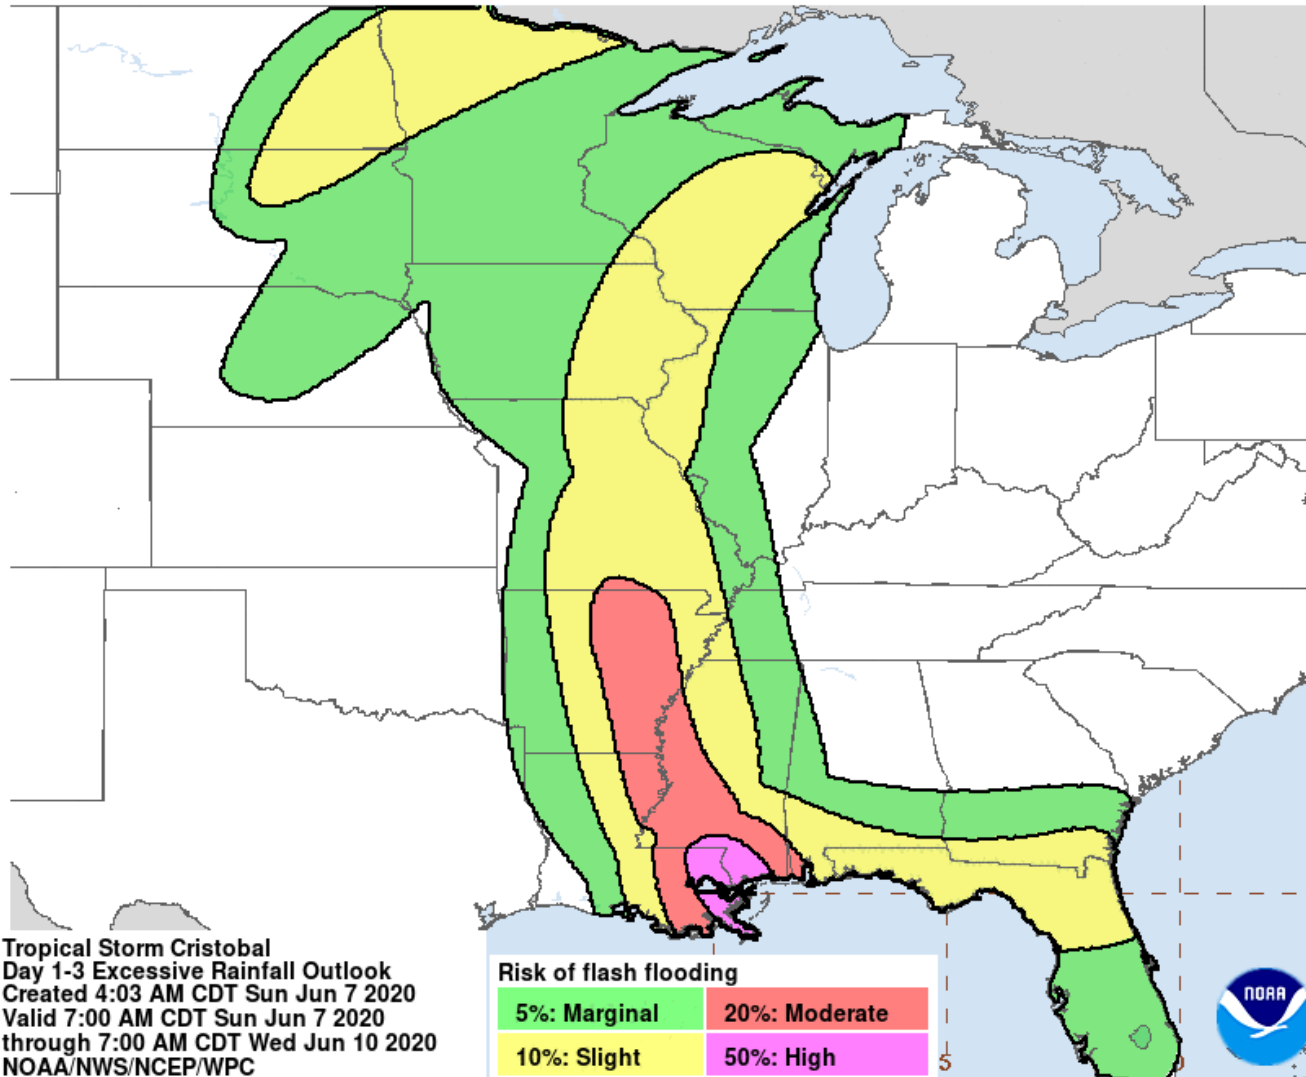 Tropical Storm Cristobal
Day 1-3 Excessive Rainfall Outlook
Created 4:03 AM CDT Sun Jun 7 2020
Valid 7:00 AM CDT Sun Jun 7 2020
through 7:00 AM CDT Wed Jun 10 2020
NOAA/NWS/NCEP/WPC
Risk of flash flooding
5%: Marginal
20%: Moderate
10%: Slight
50%: High
5
NOAA